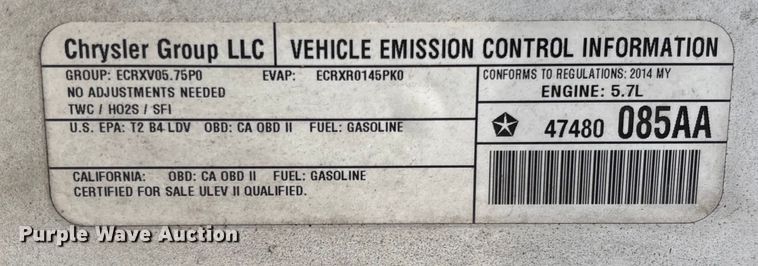 Chrysler Group LLC VEHICLE EMISSION CONTROL INFORMATION
GROUP: ECRXV05.75P0 EVAP: ECRXR0145PK0
NO ADJUSTMENTS NEEDED
TWC / HO2S / SFI
CONFORMS TO REGULATIONS: 2014 MY
ENGINE: 5.7L
U.S. EPA: T2 B4 LDV OBD: CA OBD II FUEL: GASOLINE
47480 085AA
CALIFORNIA: OBD: CA OBD II FUEL: GASOLINE
CERTIFIED FOR SALE ULEV II QUALIFIED.
Purple Wave Auction